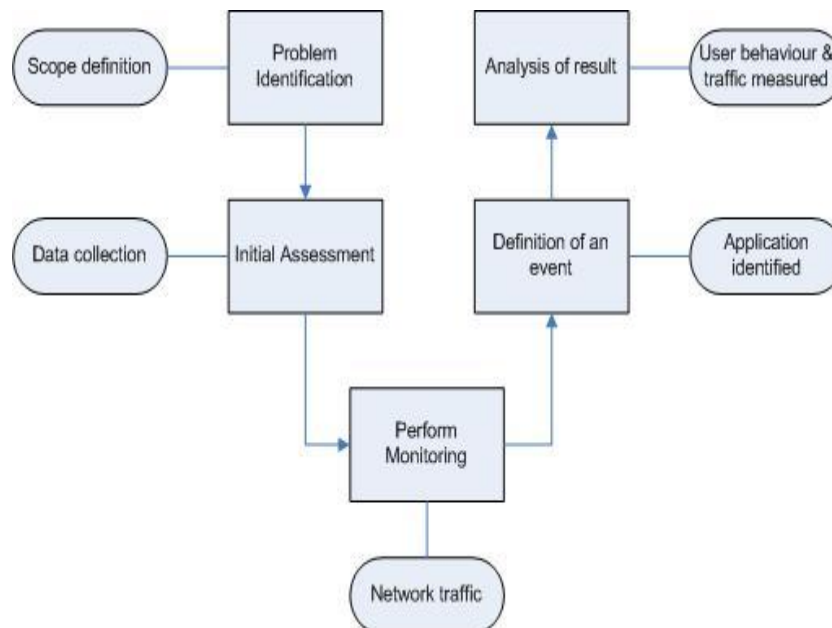 Scope definition
Problem
Identification
Analysis of result
User behaviour &
traffic measured
Data collection
Initial Assessment
Definition of an
event
Application
identified
Perform
Monitoring
Network traffic